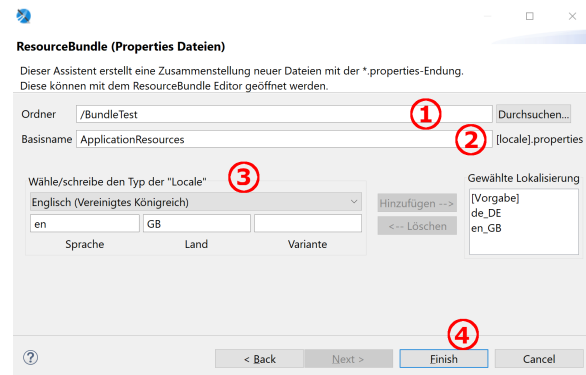 ResourceBundle (Properties Dateien)
Dieser Assistent erstellt eine Zusammenstellung neuer Dateien mit der *.properties-Endung.
Diese können mit dem ResourceBundle Editor geöffnet werden.
Ordner /BundleTest 1 Durchsuchen...
Basisname ApplicationResources 2 [locale].properties
Wähle/schreibe den Typ der "Locale" 3 Gewählte Lokalisierung
Englisch (Vereinigtes Königreich) Hinzufügen --> [Vorgabe]
de_DE
en GB <-- Löschen en_GB
Sprache Land Variante
4
? < Back Next > Finish Cancel